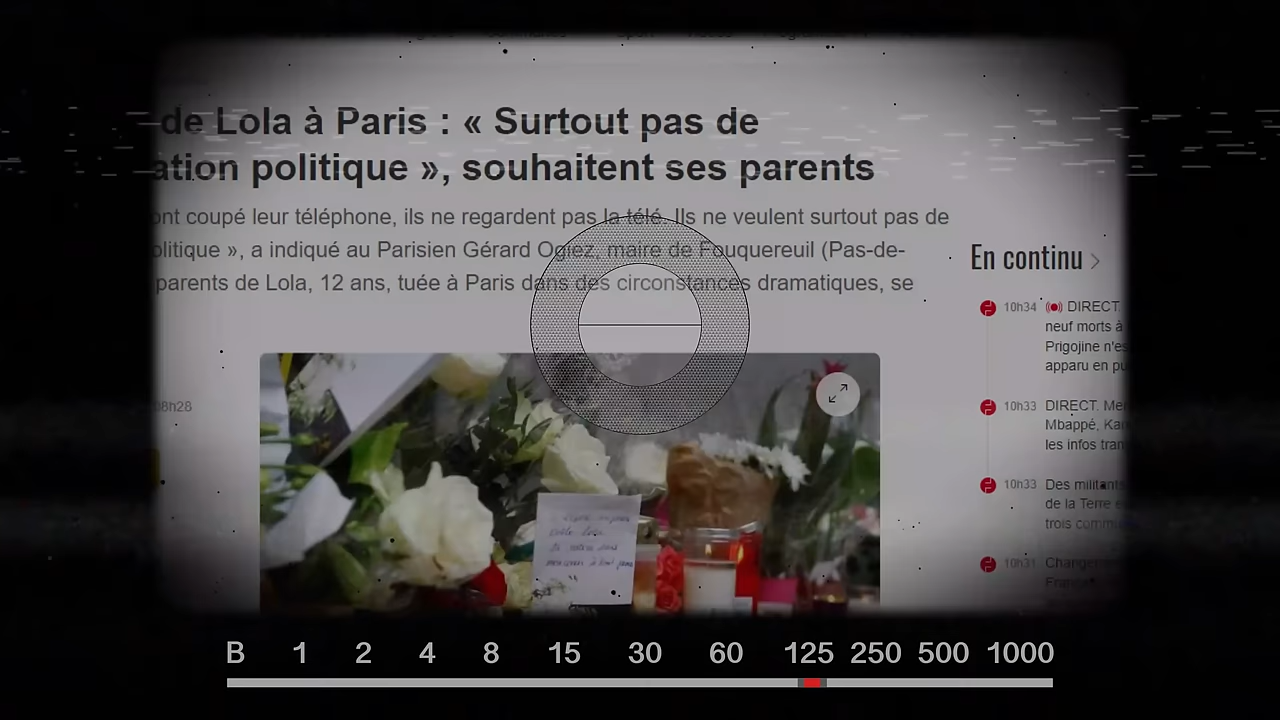 de Lola à Paris : « Surtout pas de
ation politique », souhaitent ses parents
ont coupé leur téléphone, ils ne regardent pas la télé. Ils ne veulent surtout pas de
olitique », a indiqué au Parisien Gérard Ogiez, maire de Fouquereuil (Pas-de-
parents de Lola, 12 ans, tuée à Paris dans des circonstances dramatiques, se
08h28
En continu
10h34 DIRECT.
neuf morts à
Prigojine n'es
apparu en pu
10h33 DIRECT. Mer
Mbappé, Kar
les infos tran
10h33 Des militants
de la Terre e
trois commu
10h31 Changem
France
B 1 2 4 8 15 30 60 125 250 500 1000